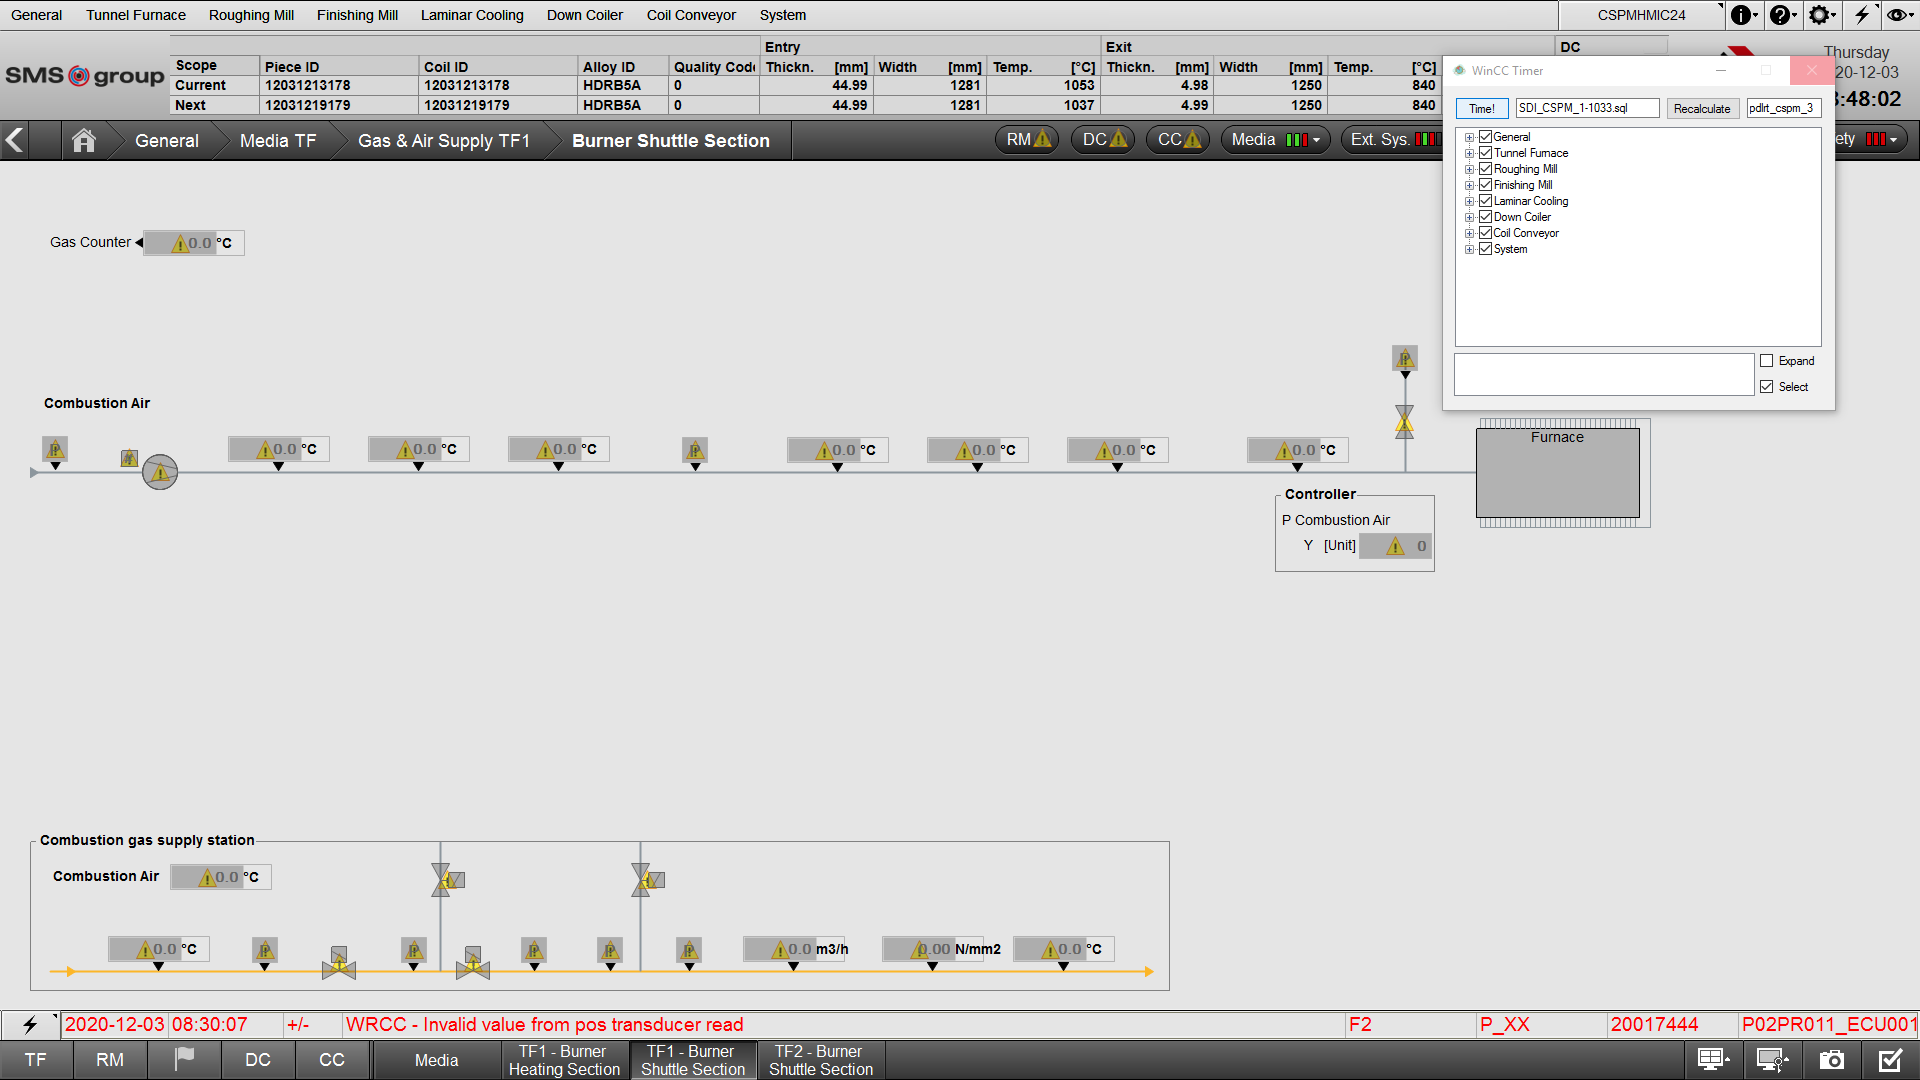 General Tunnel Furnace Roughing Mill Finishing Mill Laminar Cooling Down Coiler Coil Conveyor System CSPMHMIC24
SMS group
Entry Exit DC
Scope Piece ID Coil ID Alloy ID Quality Code Thickn. [mm] Width [mm] Temp. [°C] Thickn. [mm] Width [mm] Temp. [°C]
Current 12031213178 12031213178 HDRB5A 0 44.99 1281 1053 4.98 1250 840
Next 12031219179 12031219179 HDRB5A 0 44.99 1281 1037 4.99 1250 840
Thursday
20-12-03
:48:02
General Media TF Gas & Air Supply TF1 Burner Shuttle Section RM DC CC Media Ext. Sys. ety
WinCC Timer
Time! SDI_CSPM_1-1033.sql Recalculate pdlrt_cspm_3
General
Tunnel Furnace
Roughing Mill
Finishing Mill
Laminar Cooling
Down Coiler
Coil Conveyor
System
Expand
Select
Gas Counter 0.0 °C
P
Combustion Air
P M 0.0 °C 0.0 °C 0.0 °C P 0.0 °C 0.0 °C 0.0 °C 0.0 °C
Furnace
Controller
P Combustion Air
Y [Unit] 0
Combustion gas supply station
Combustion Air 0.0 °C
0.0 °C P P P P P 0.0 m3/h 0.00 N/mm2 0.0 °C
2020-12-03 08:30:07 +/- WRCC - Invalid value from pos transducer read F2 P_XX 20017444 P02PR011_ECU001
TF RM DC CC Media
TF1 - Burner Heating Section
TF1 - Burner Shuttle Section
TF2 - Burner Shuttle Section